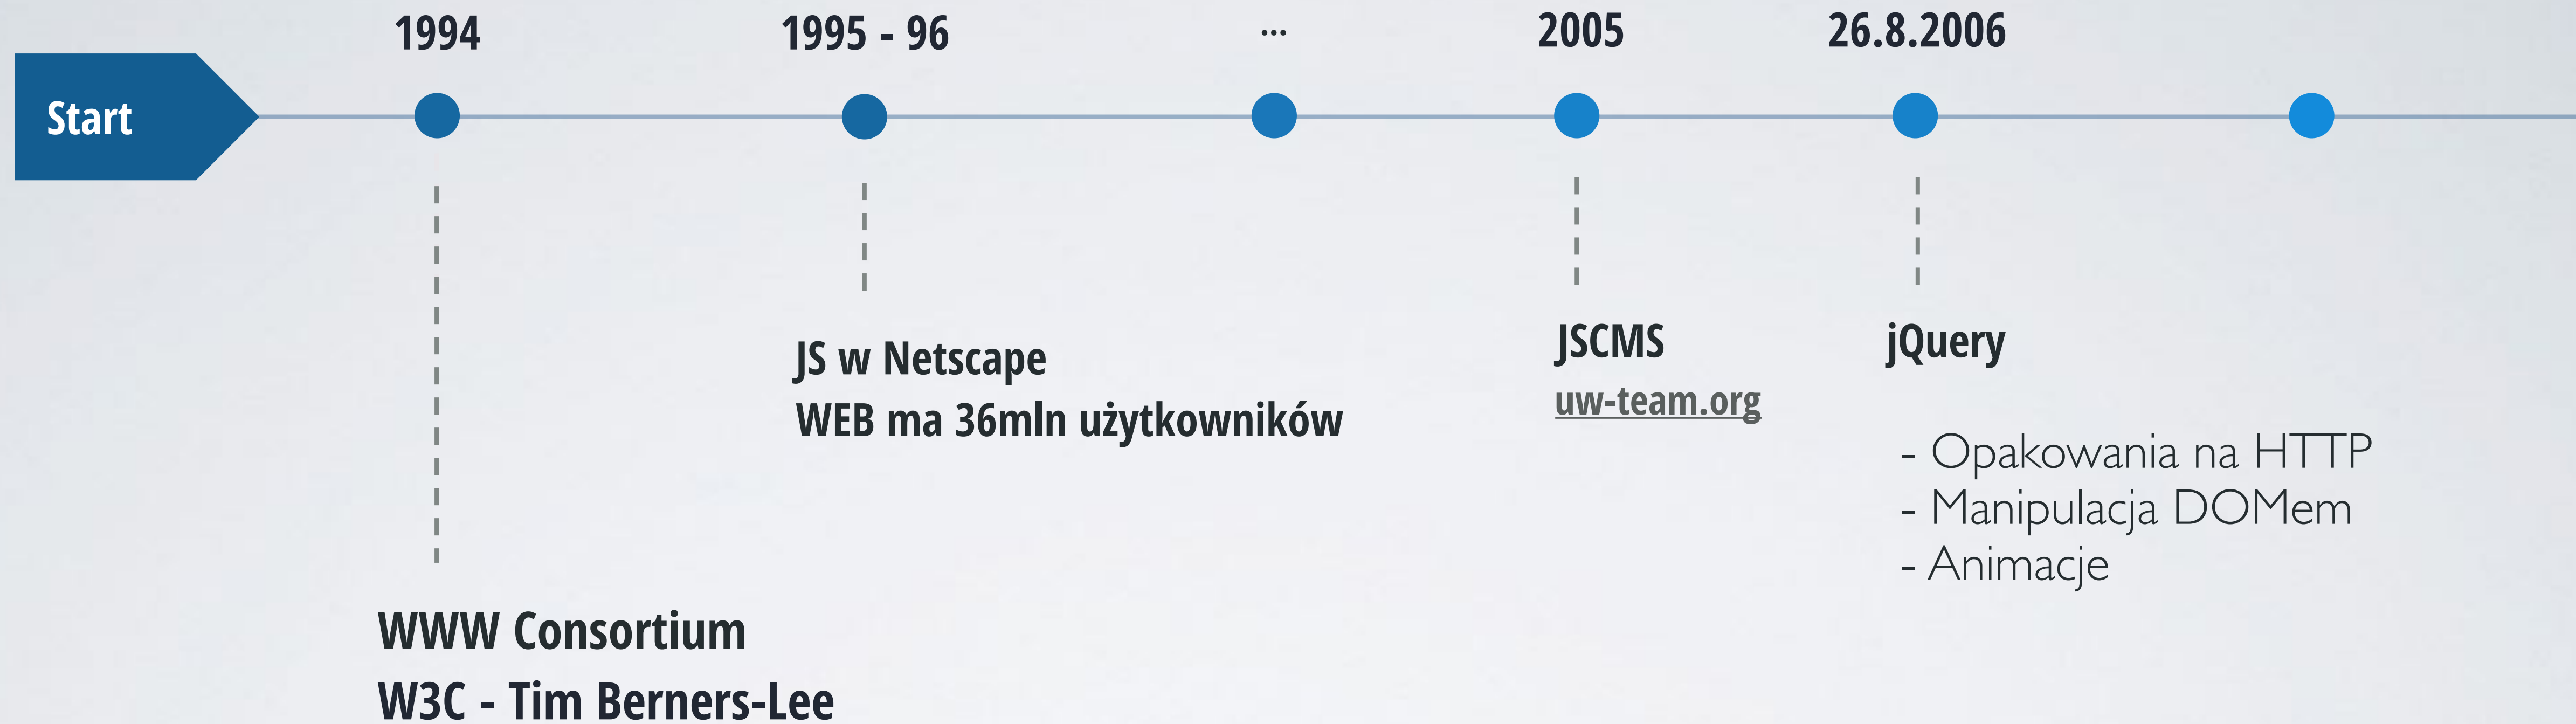 Start
1994
1995 - 96
...
2005
26.8.2006
WWW Consortium
W3C - Tim Berners-Lee
JS w Netscape
WEB ma 36mln użytkowników
JSCMS
uw-team.org
jQuery
- Opakowania na HTTP
- Manipulacja DOMem
- Animacje